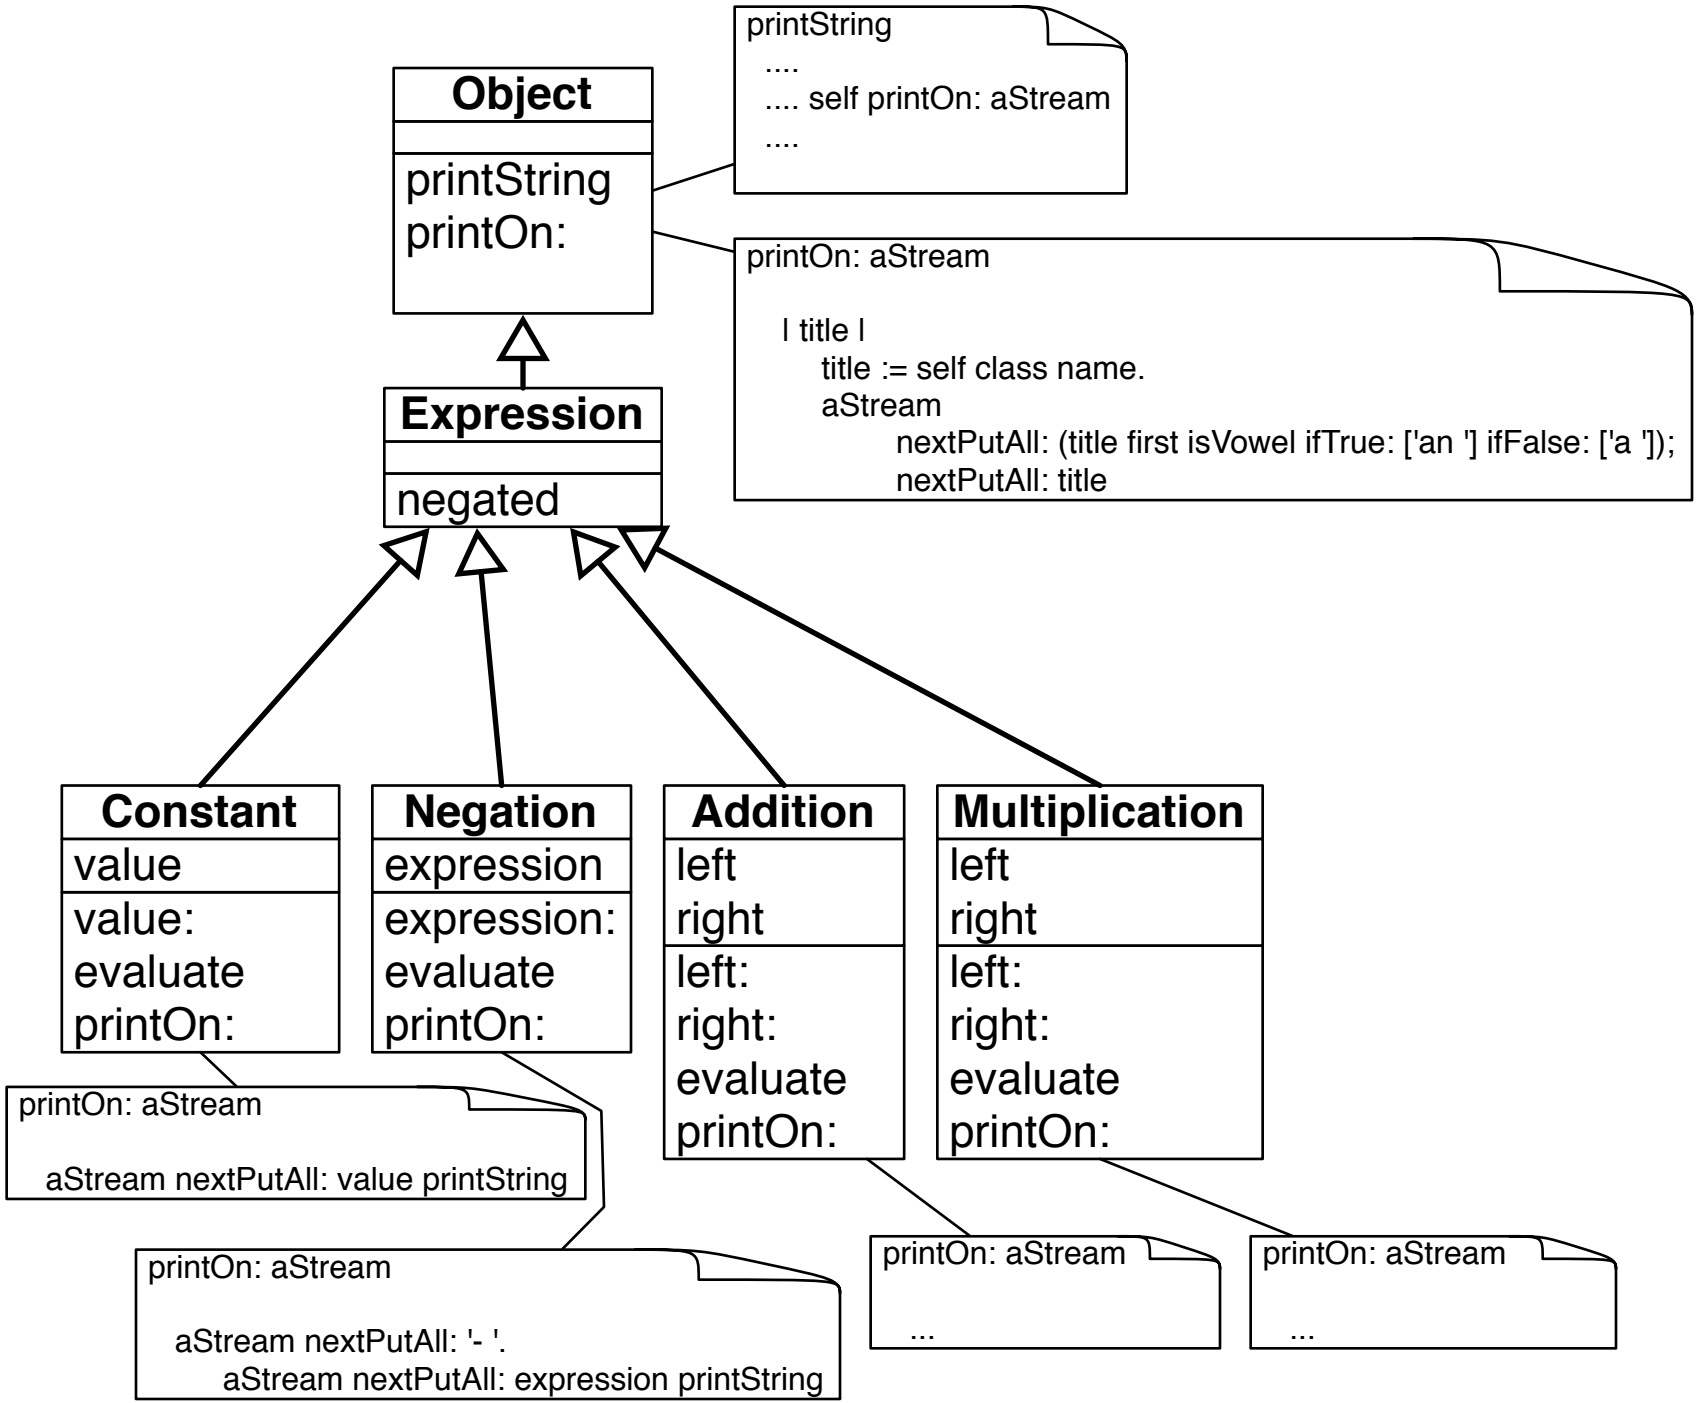 Object
printString
printOn:
printString
....
.... self printOn: aStream
....
printOn: aStream
| title |
title := self class name.
aStream
nextPutAll: (title first isVowel ifTrue: ['an '] ifFalse: ['a ']);
nextPutAll: title
Expression
negated
Constant
value
value:
evaluate
printOn:
Negation
expression
expression:
evaluate
printOn:
Addition
left
right
left:
right:
evaluate
printOn:
Multiplication
left
right
left:
right:
evaluate
printOn:
printOn: aStream
aStream nextPutAll: value printString
printOn: aStream
aStream nextPutAll: '- '.
aStream nextPutAll: expression printString
printOn: aStream
...
printOn: aStream
...